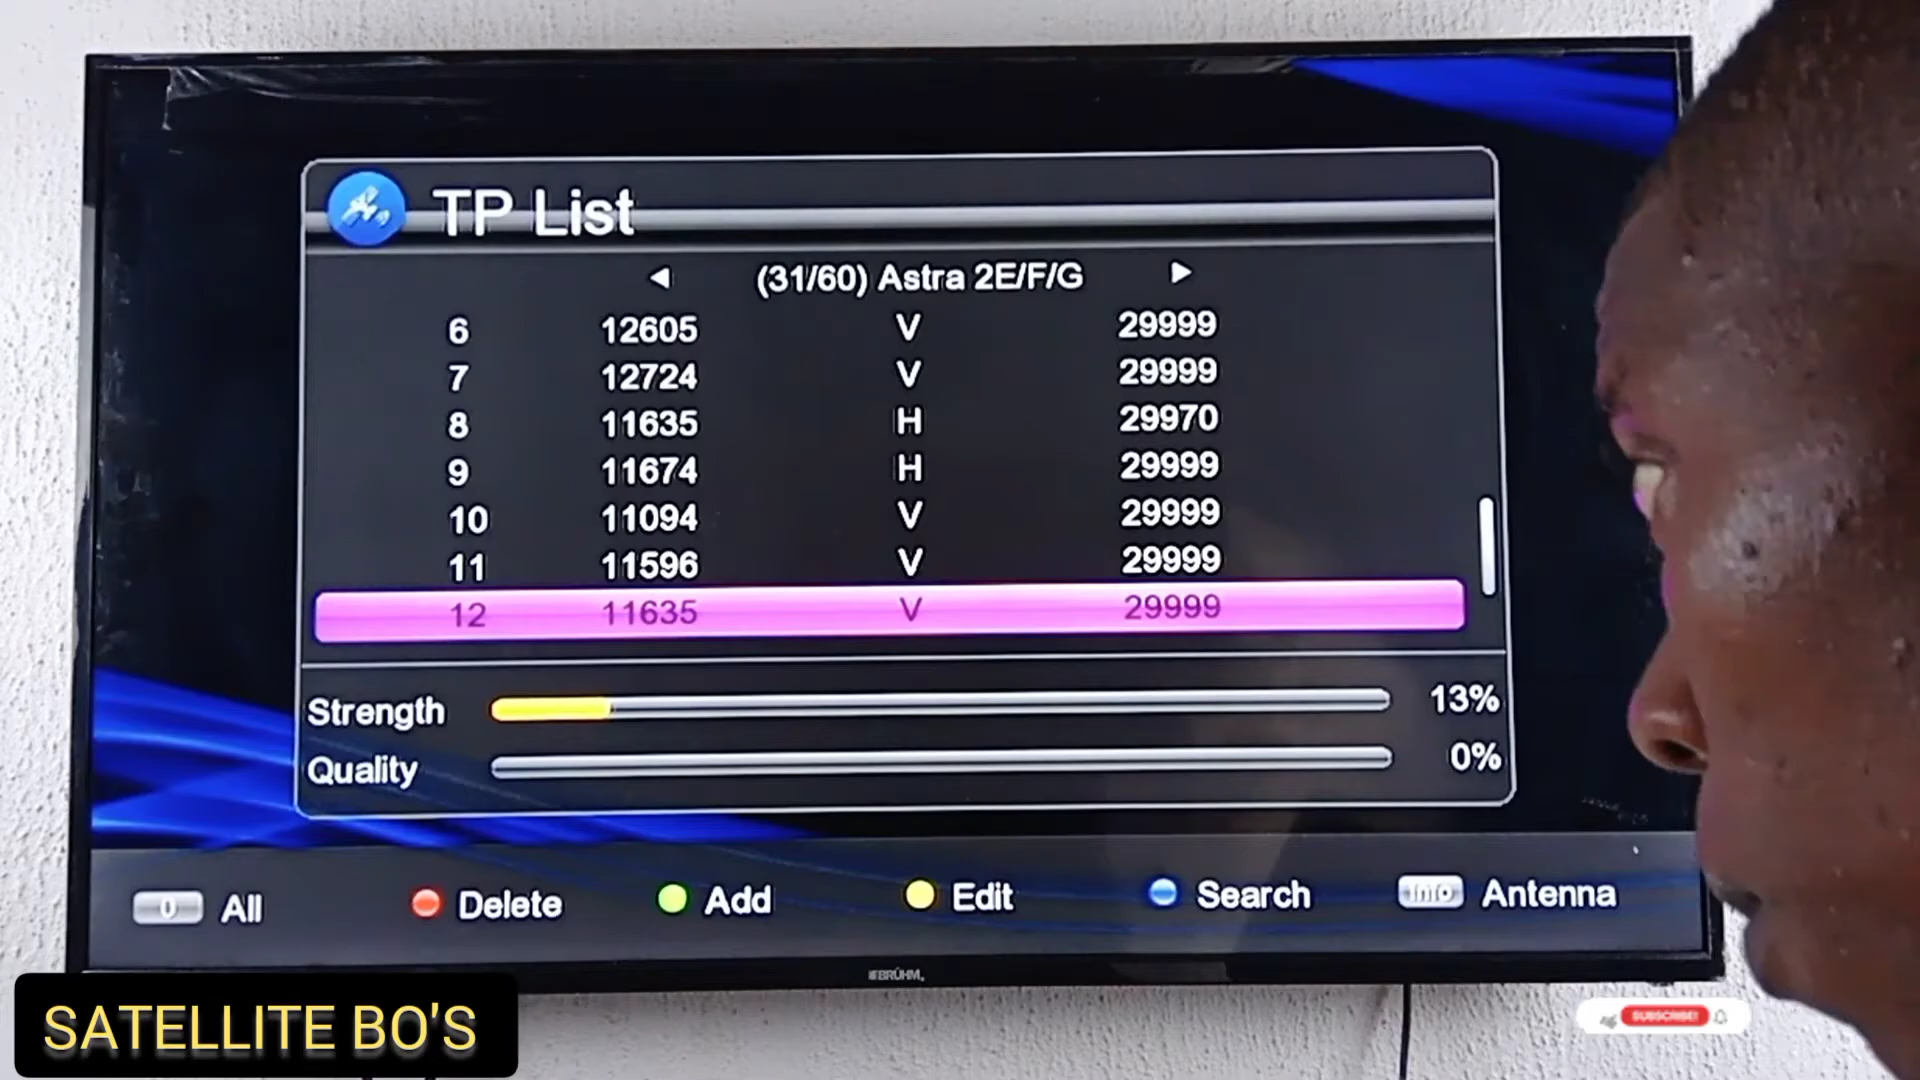 TP List
(31/60) Astra 2E/F/G
6 12605 V 29999
7 12724 V 29999
8 11635 H 29970
9 11674 H 29999
10 11094 V 29999
11 11596 V 29999
12 11635 V 29999
Strength 13%
Quality 0%
0 All Delete Add Edit Search Info Antenna
BRÜHM
SATELLITE BO'S
SUBSCRIBE!